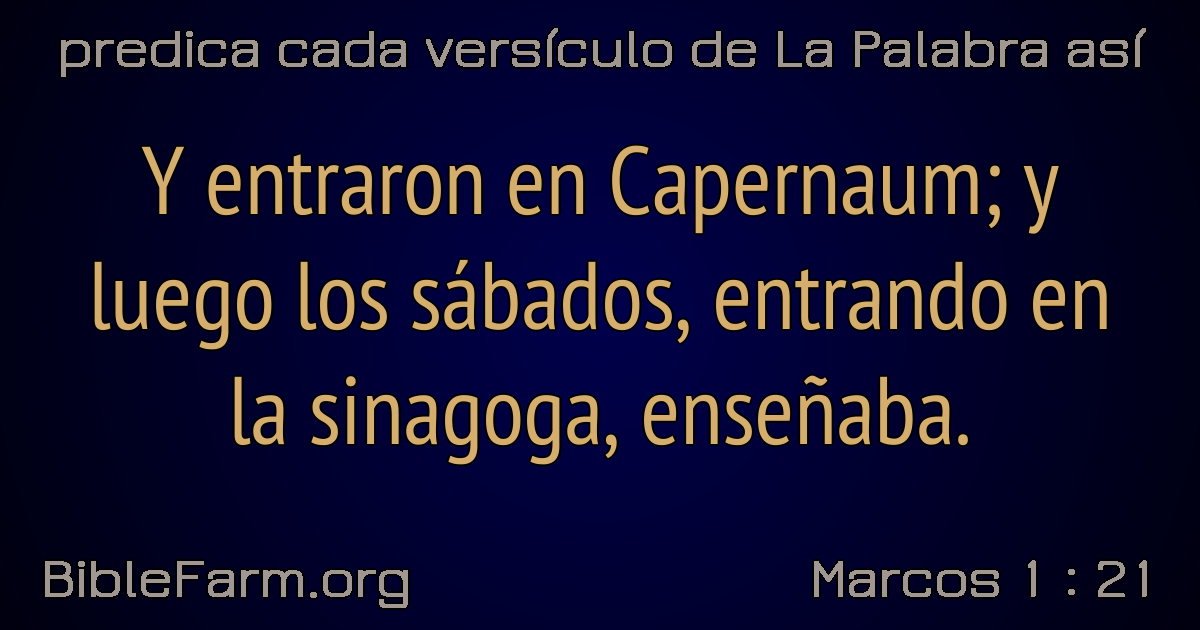 predica cada versículo de La Palabra así
Y entraron en Capernaum; y
luego los sábados, entrando en
la sinagoga, enseñaba.
BibleFarm.org
Marcos 1 : 21